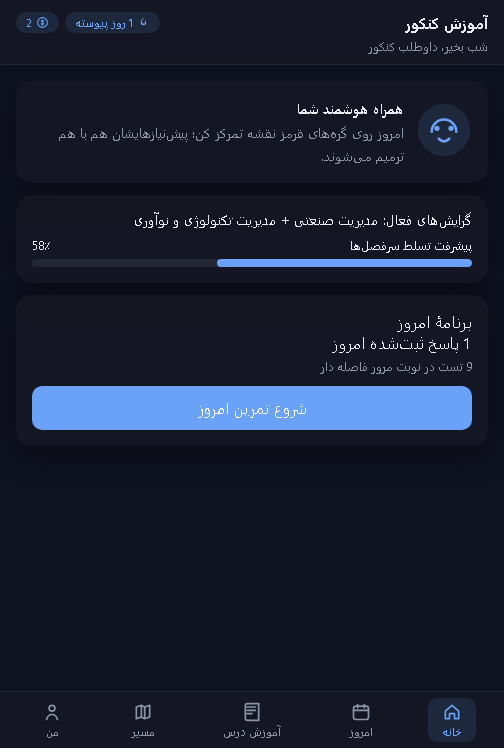 آموزش کنکور
شب بخیر، داوطلب کنکور
1 روز پیوسته
2
همراه هوشمند شما
امروز روی گره‌های قرمز نقشه تمرکز کن؛ پیش‌نیازهایشان هم با هم
ترمیم می‌شوند.
گرایش‌های فعال: مدیریت صنعتی + مدیریت تکنولوژی و نوآوری
پیشرفت تسلط سرفصل‌ها
58٪
برنامهٔ امروز
1 پاسخ ثبت‌شده امروز
9 تست در نوبت مرور فاصله دار
شروع تمرین امروز
خانه
امروز
آموزش درس
مسیر
من